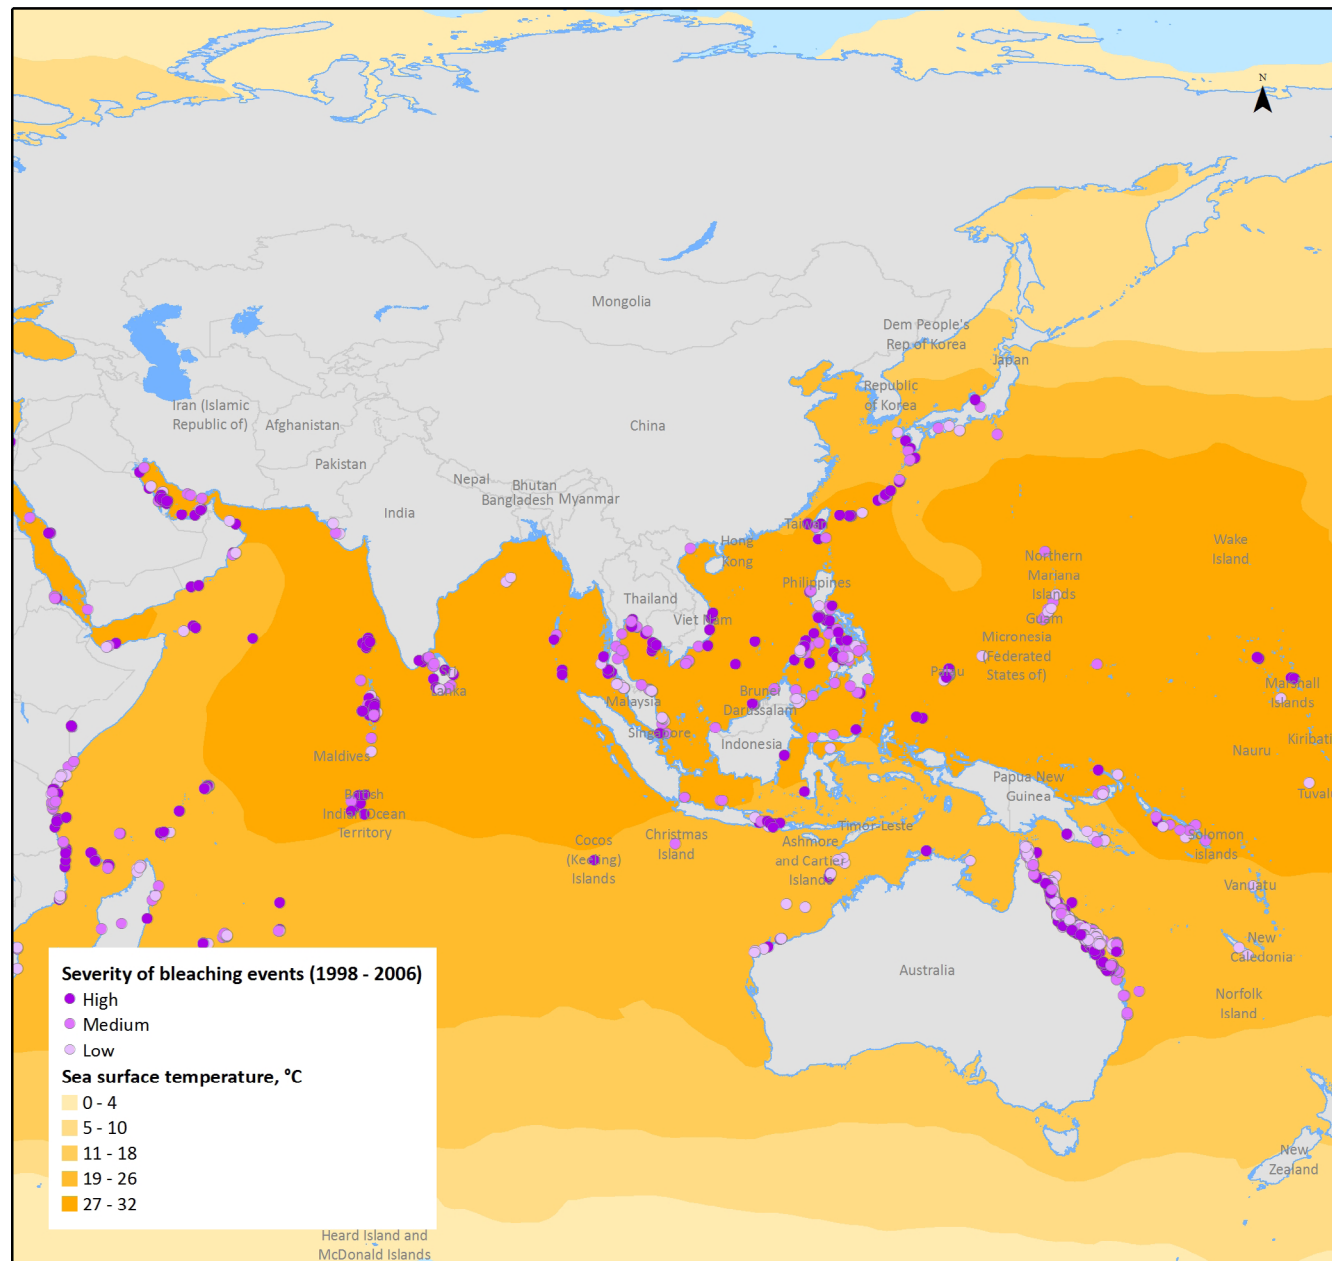 N
Mongolia
Dem People's
Rep of Korea
Japan
Republic
of Korea
Iran (Islamic
Republic of)
Afghanistan
China
Pakistan
Nepal
Bhutan
Bangladesh
Myanmar
India
Taiwan
Hong
Kong
Wake
Island
Northern
Mariana
Islands
Philippines
Thailand
Viet Nam
Guam
Micronesia
(Federated
States of)
Palau
Sri
Lanka
Brunei
Darussalam
Malaysia
Marshall
Islands
Singapore
Indonesia
Kiribati
Nauru
Maldives
Papua New
Guinea
Tuvalu
British
Indian Ocean
Territory
Cocos
(Keeling)
Islands
Christmas
Island
Timor-Leste
Ashmore
and Cartier
Islands
Solomon
islands
Vanuatu
New
Caledonia
Australia
Norfolk
Island
New
Zealand
Severity of bleaching events (1998 - 2006)
High
Medium
Low
Sea surface temperature, °C
0 - 4
5 - 10
11 - 18
19 - 26
27 - 32
Heard Island and
McDonald Islands